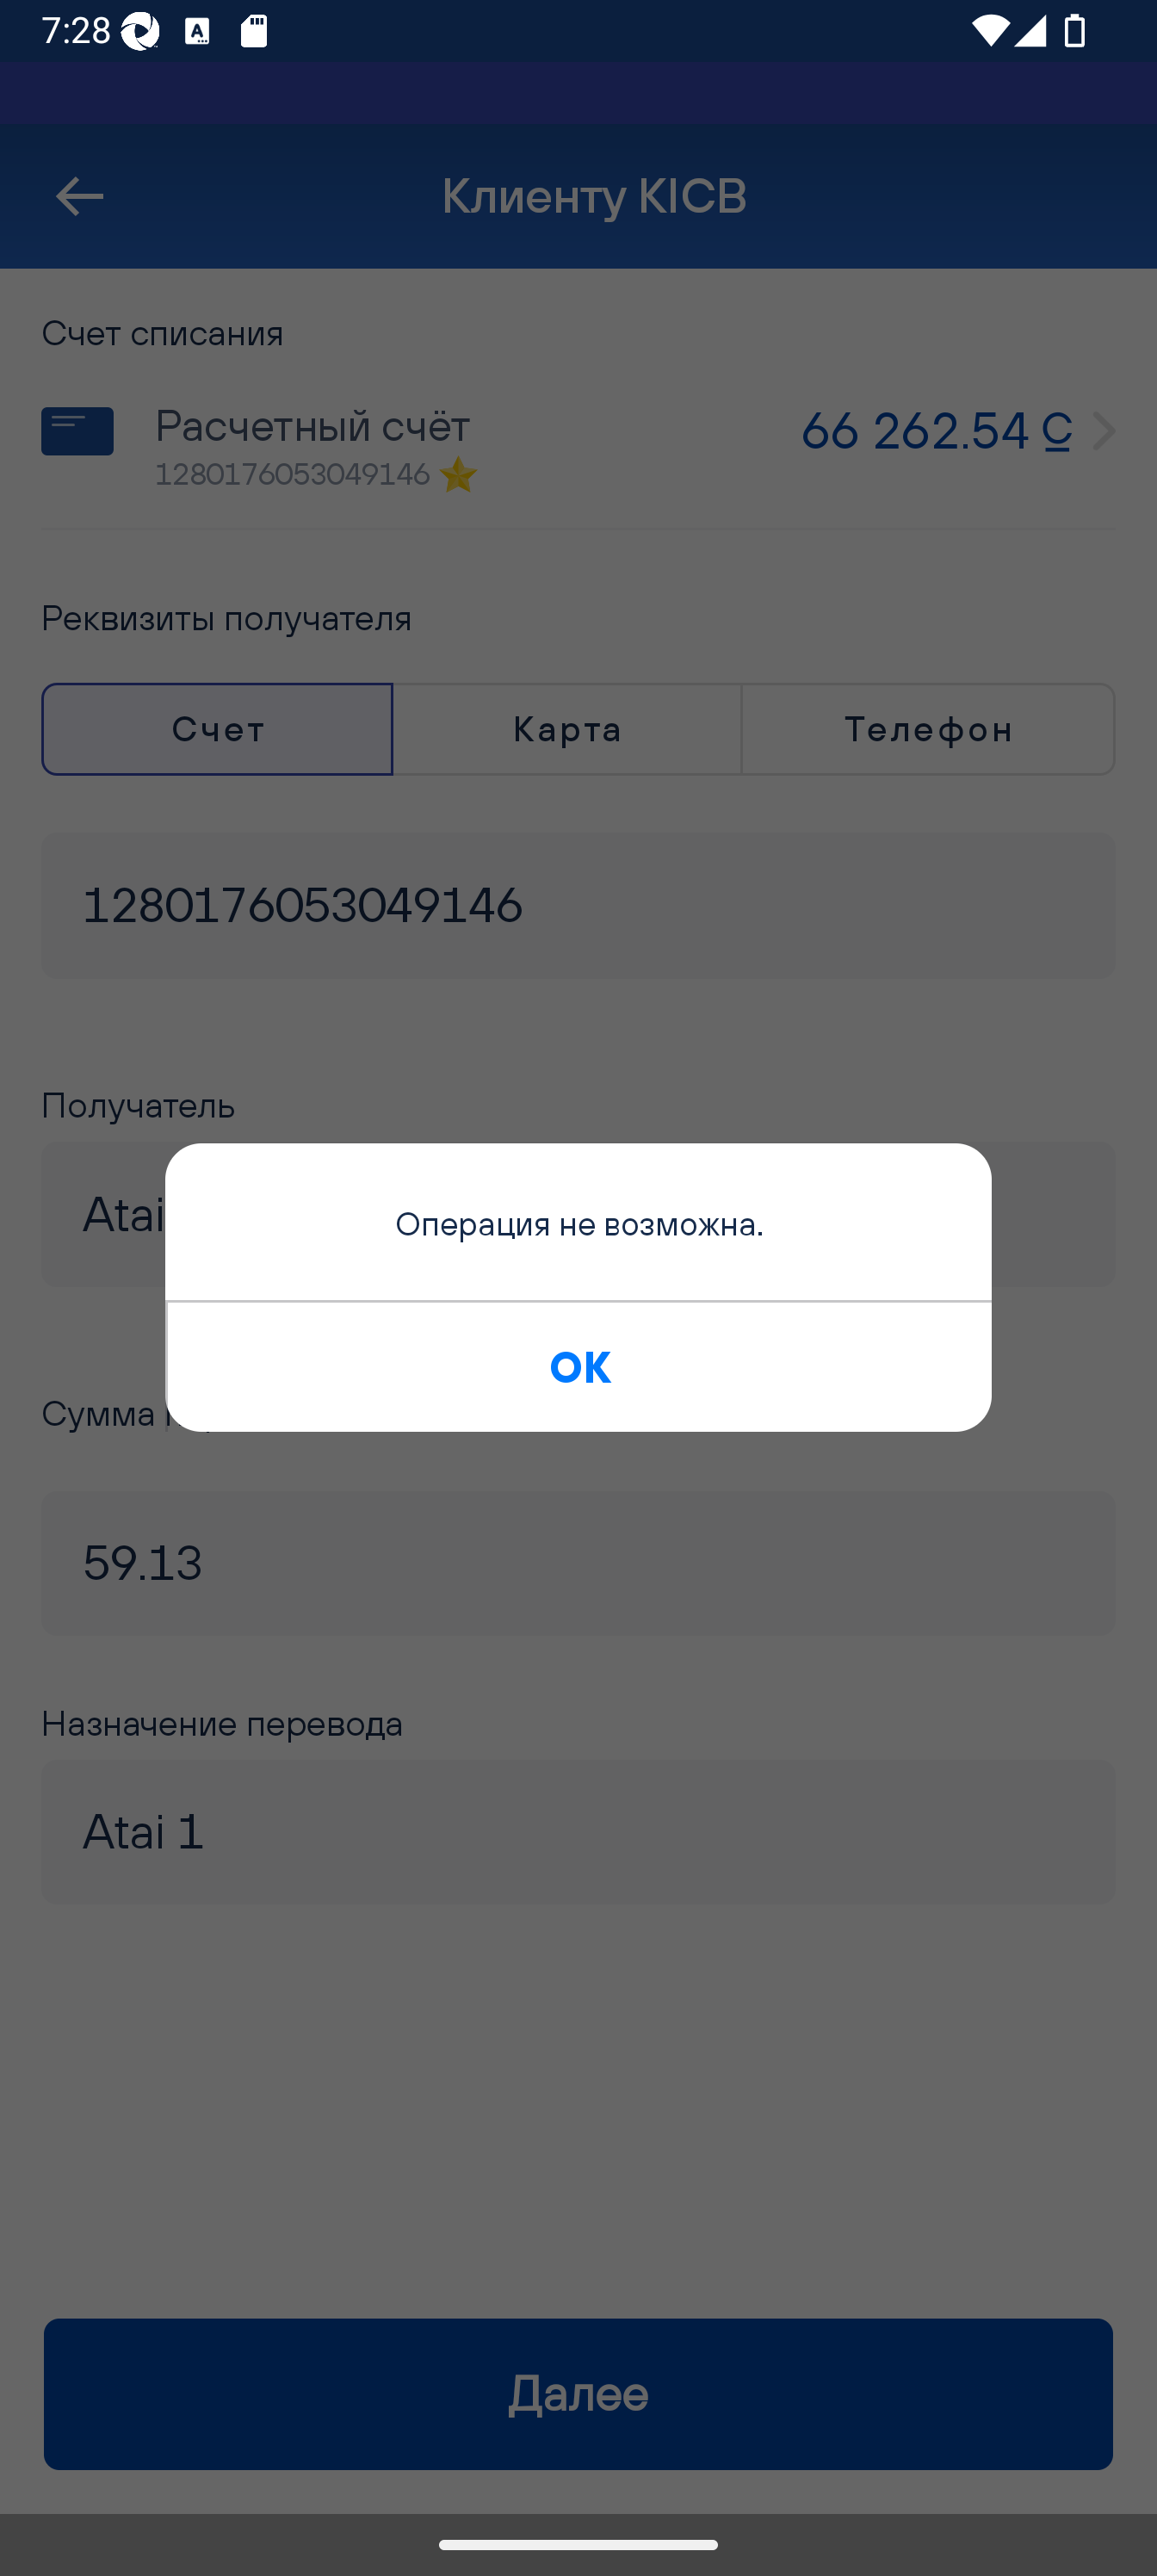 7:28
Клиенту KICB
Счет списания
Расчетный счёт
66 262.54 С
1280176053049146
Реквизиты получателя
Счет
Карта
Телефон
1280176053049146
Получатель
Atai
Операция не возможна.
OK
Сумма
59.13
Назначение перевода
Atai 1
Далее